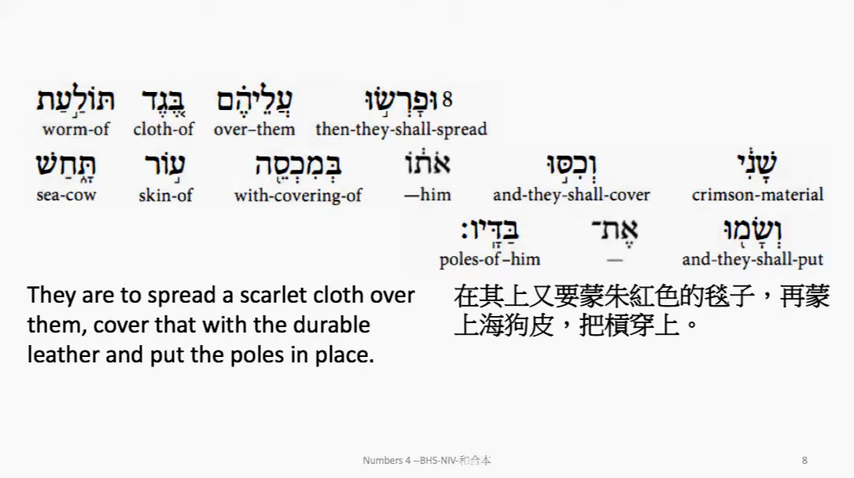 8 וּפָרְשׂ֣וּ עֲלֵיהֶ֗ם בֶּ֚גֶד תּוֹלַ֣עַת
worm-of cloth-of over–them then-they-shall-spread
שָׁנִ֔י וְכִסּ֣וּ אֹת֔וֹ בְּמִכְסֵ֖ה ע֣וֹר תָּ֑חַשׁ
sea-cow skin-of with-covering-of —him and-they-shall-cover crimson-material
וְשָׂמ֖וּ אֶת־ בַּדָּֽיו׃
poles-of–him — and-they-shall-put
They are to spread a scarlet cloth over
them, cover that with the durable
leather and put the poles in place.
在其上又要蒙朱紅色的毯子，再蒙
上海狗皮，把槓穿上。
Numbers 4 --BHS-NIV-和合本
8